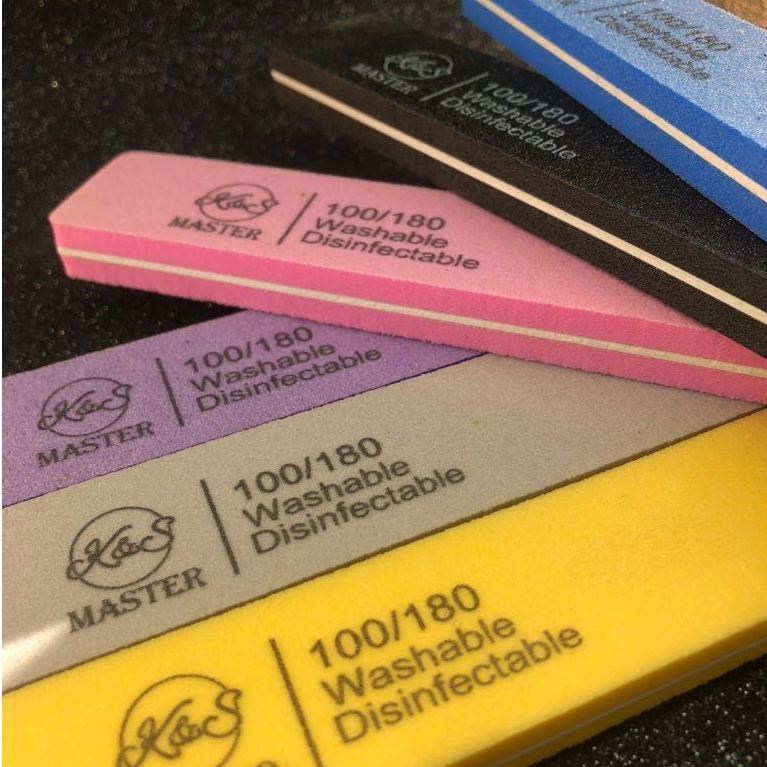 100/180
Washable
Disinfectable
K&S
MASTER
100/180
Washable
Disinfectable
K&S
MASTER
100/180
Washable
Disinfectable
K&S
MASTER
100/180
Washable
Disinfectable
K&S
MASTER
100/180
Washable
Disinfectable
K&S
100/180
Washable
Disinfectable